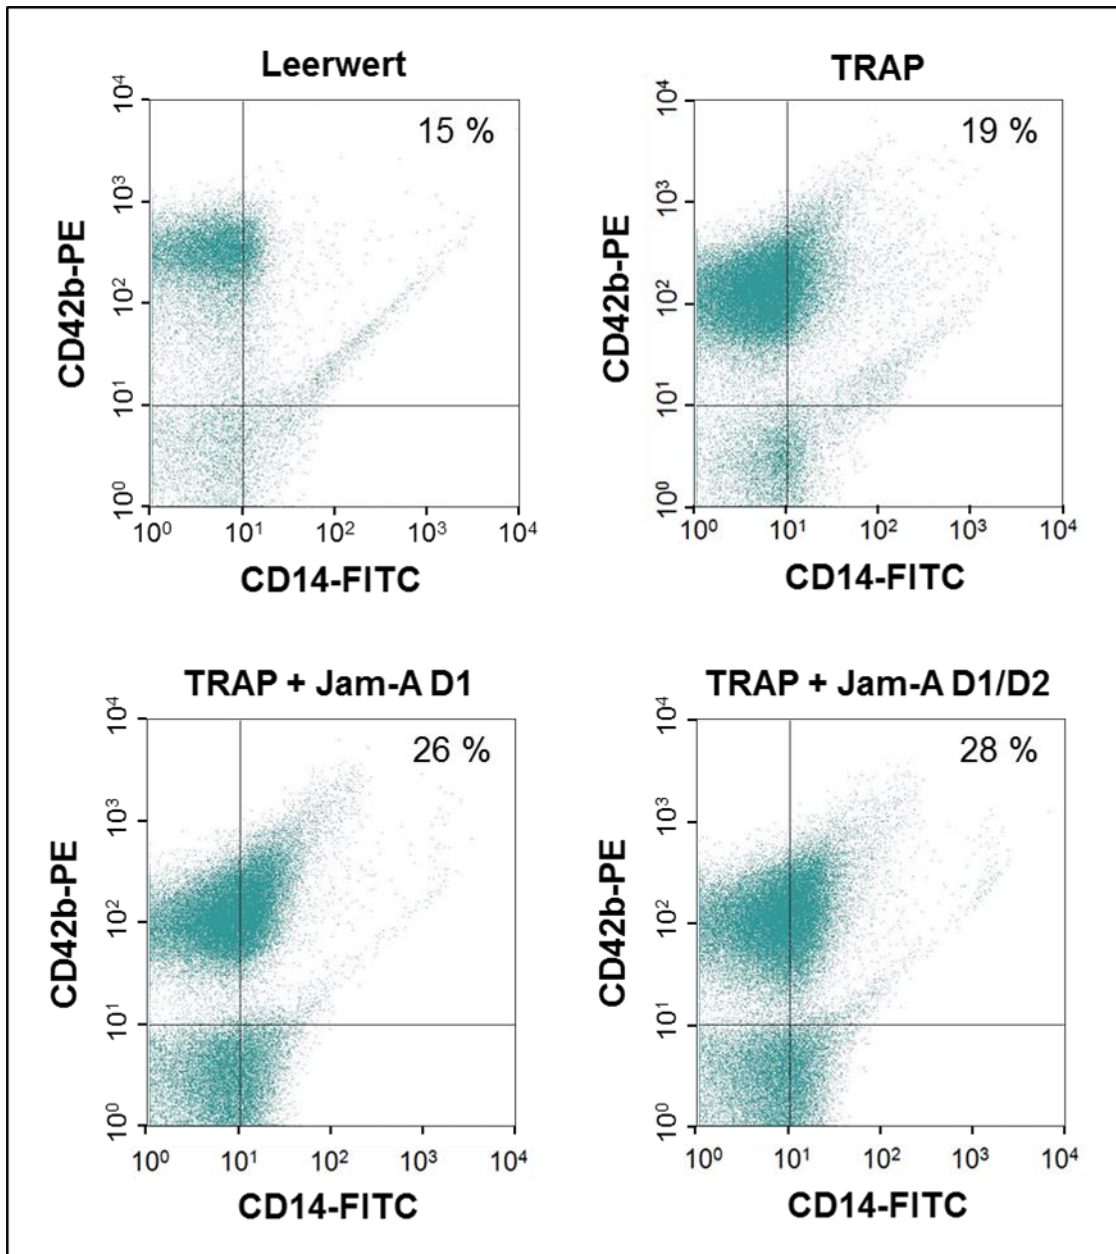 Leerwert
15 %
10⁴
10³
10²
10¹
10⁰
CD42b-PE
10⁰ 10¹ 10² 10³ 10⁴
CD14-FITC
TRAP
19 %
10⁴
10³
10²
10¹
10⁰
CD42b-PE
10⁰ 10¹ 10² 10³ 10⁴
CD14-FITC
TRAP + Jam-A D1
26 %
10⁴
10³
10²
10¹
10⁰
CD42b-PE
10⁰ 10¹ 10² 10³ 10⁴
CD14-FITC
TRAP + Jam-A D1/D2
28 %
10⁴
10³
10²
10¹
10⁰
CD42b-PE
10⁰ 10¹ 10² 10³ 10⁴
CD14-FITC